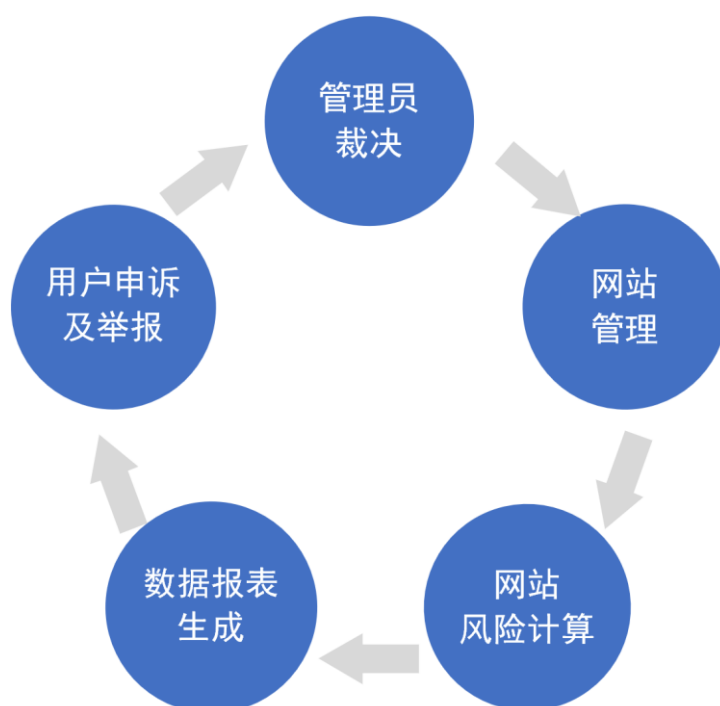 管理员
裁决
网站
管理
网站
风险计算
数据报表
生成
用户申诉
及举报